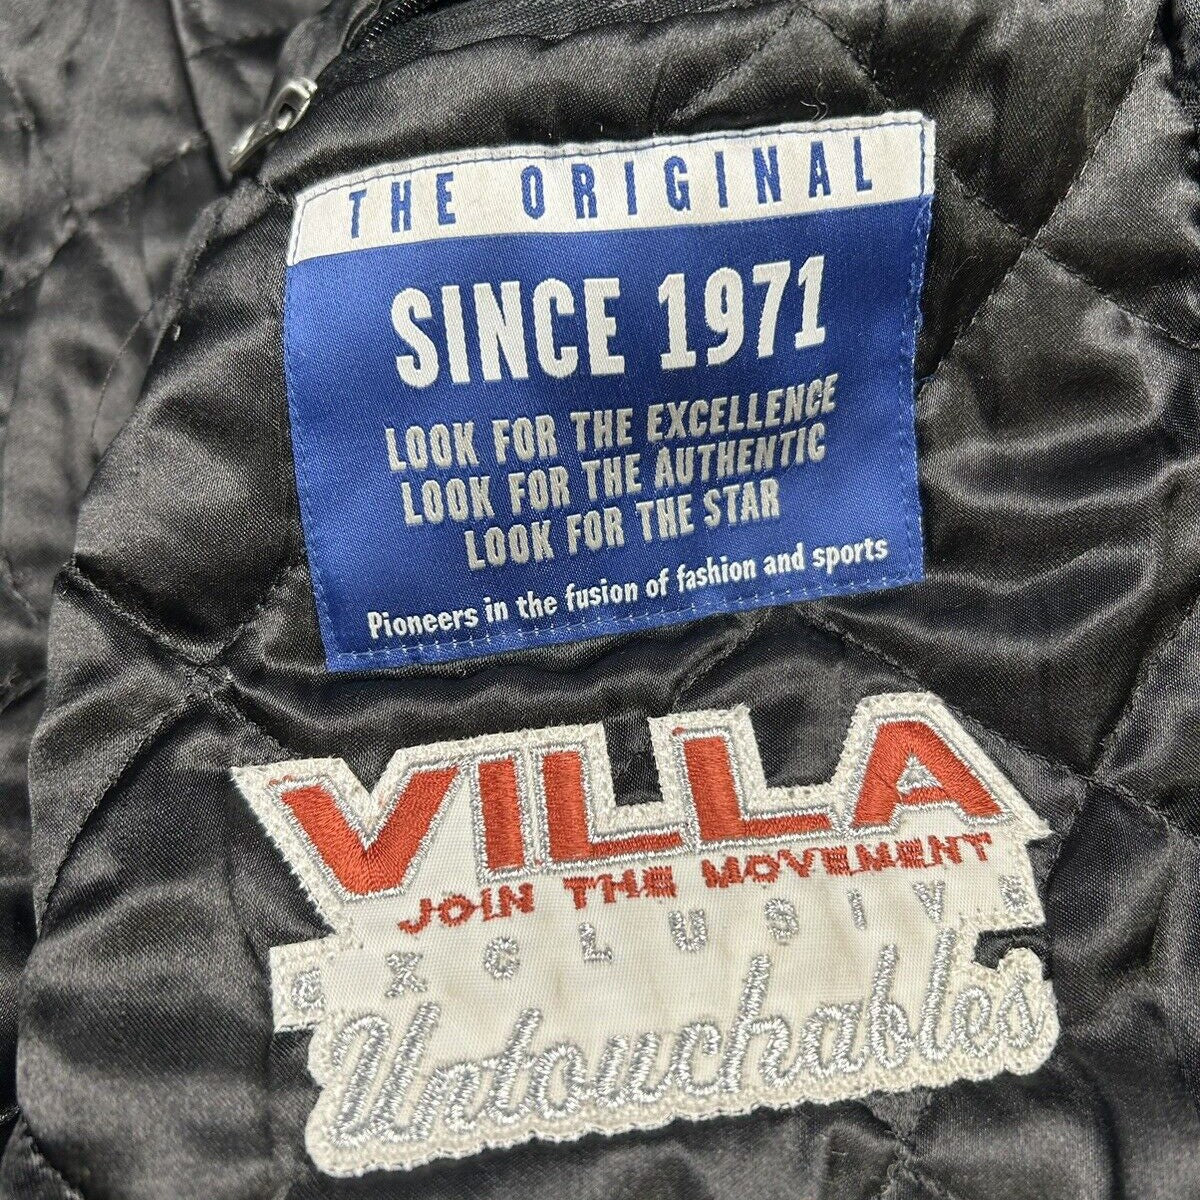 THE ORIGINAL
SINCE 1971
LOOK FOR THE EXCELLENCE
LOOK FOR THE AUTHENTIC
LOOK FOR THE STAR
Pioneers in the fusion of fashion and sports
VILLA
JOIN THE MOVEMENT
EXCLUSIVE
Untouchables